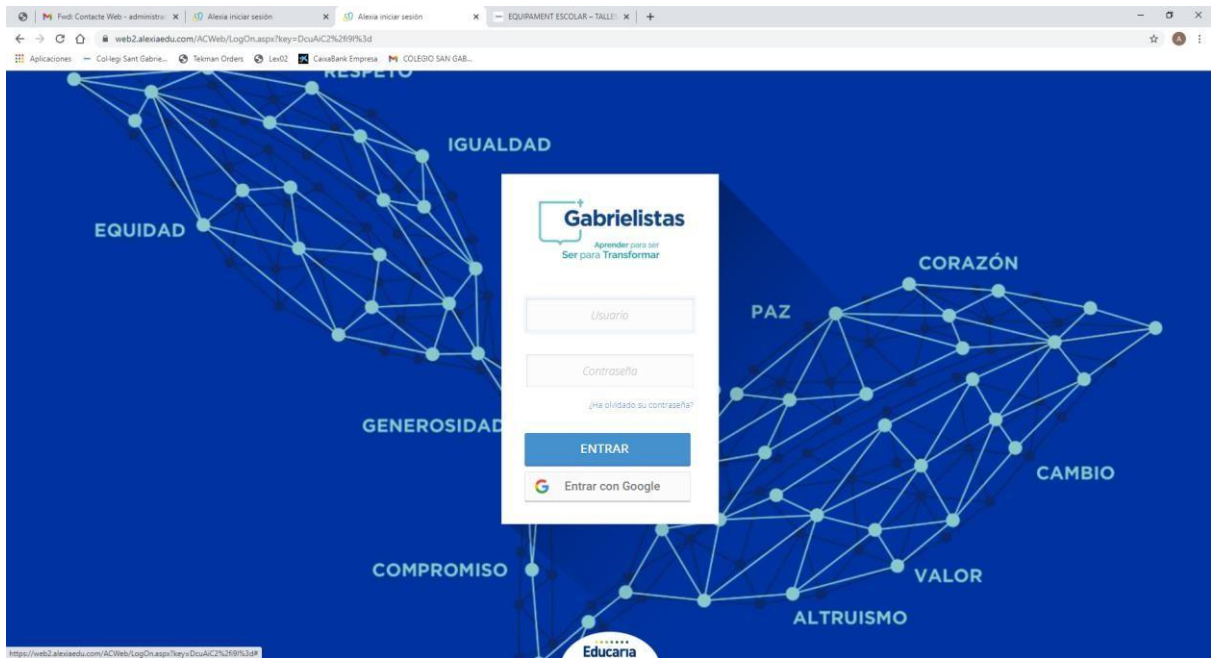 Fwd: Contacte Web - administra
Alexia iniciar sesión
Alexia iniciar sesión
EQUIPAMENT ESCOLAR – TALLE
web2.alexiaedu.com/ACWeb/LogOn.aspx?key=DcuAiC2%2fi9I%3d
A
Aplicaciones
Col·legi Sant Gabrie...
Tekman Orders
Lex02
CaixaBank Empresa
COLEGIO SAN GAB...
RESPETO
IGUALDAD
EQUIDAD
Gabrielistas
Aprender para ser
Ser para Transformar
CORAZÓN
PAZ
Usuario
Contraseña
¿Ha olvidado su contraseña?
GENEROSIDAD
ENTRAR
CAMBIO
Entrar con Google
COMPROMISO
VALOR
ALTRUISMO
Educaria
https://web2.alexiaedu.com/ACWeb/LogOn.aspx?key=DcuAiC2%2fi9I%3d#